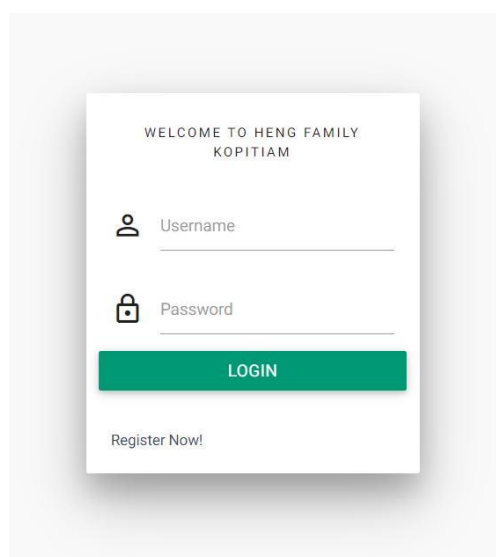 WELCOME TO HENG FAMILY
KOPITIAM
Username
Password
LOGIN
Register Now!